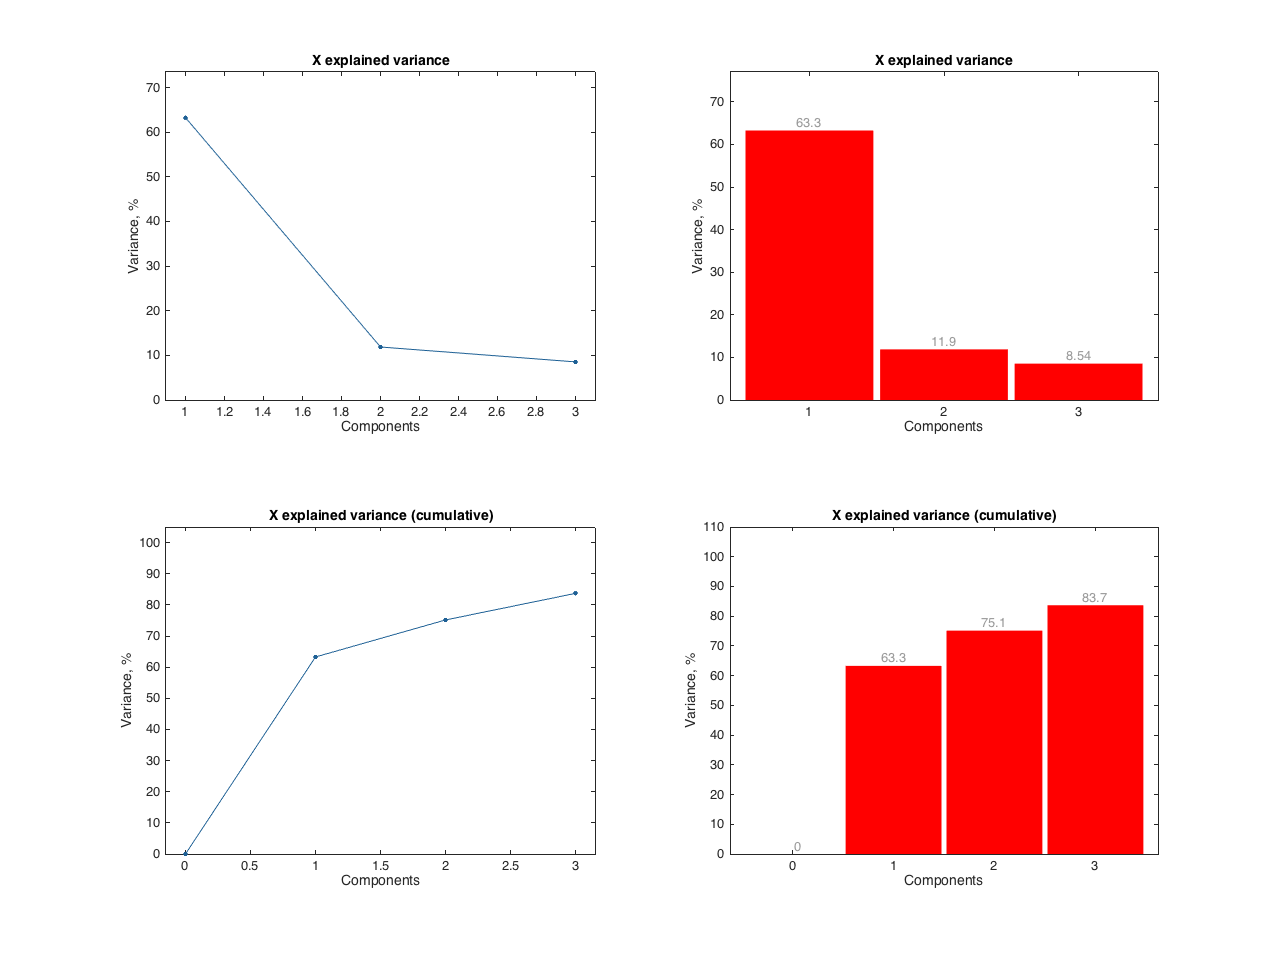 X explained variance
70
60
50
40
30
20
10
0
Variance, %
1 1.2 1.4 1.6 1.8 2 2.2 2.4 2.6 2.8 3
Components
X explained variance
70
60
50
40
30
20
10
0
Variance, %
63.3
11.9
8.54
1 2 3
Components
X explained variance (cumulative)
100
90
80
70
60
50
40
30
20
10
0
Variance, %
0 0.5 1 1.5 2 2.5 3
Components
X explained variance (cumulative)
110
100
90
80
70
60
50
40
30
20
10
0
Variance, %
0
63.3
75.1
83.7
0 1 2 3
Components